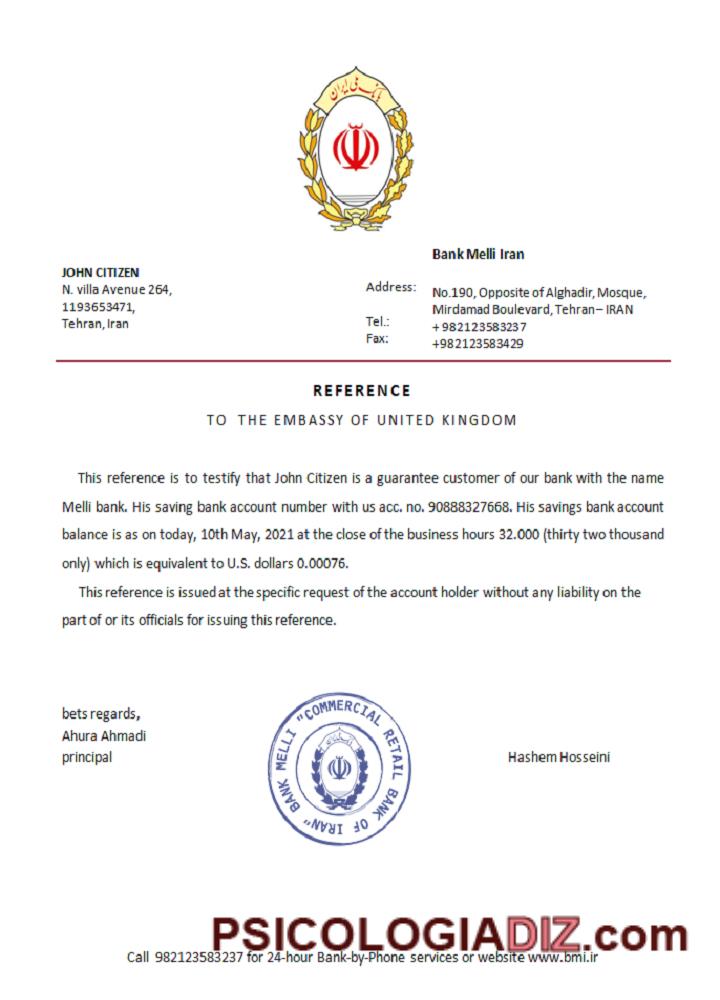 بانک ملی ایران
Bank Melli Iran
JOHN CITIZEN
N. villa Avenue 264,
1193653471,
Tehran, Iran
Address: No.190, Opposite of Alghadir, Mosque,
Mirdamad Boulevard, Tehran – IRAN
Tel.: +982123583237
Fax: +982123583429
REFERENCE
TO THE EMBASSY OF UNITED KINGDOM
This reference is to testify that John Citizen is a guarantee customer of our bank with the name
Melli bank. His saving bank account number with us acc. no. 90888327668. His savings bank account
balance is as on today, 10th May, 2021 at the close of the business hours 32.000 (thirty two thousand
only) which is equivalent to U.S. dollars 0.00076.
This reference is issued at the specific request of the account holder without any liability on the
part of or its officials for issuing this reference.
bets regards,
Ahura Ahmadi
principal
BANK MELLI "COMMERCIAL RETAIL BANK OF IRAN"
Hashem Hosseini
PSICOLOGIADIZ.com
Call 982123583237 for 24-hour Bank-by-Phone services or website www.bmi.ir